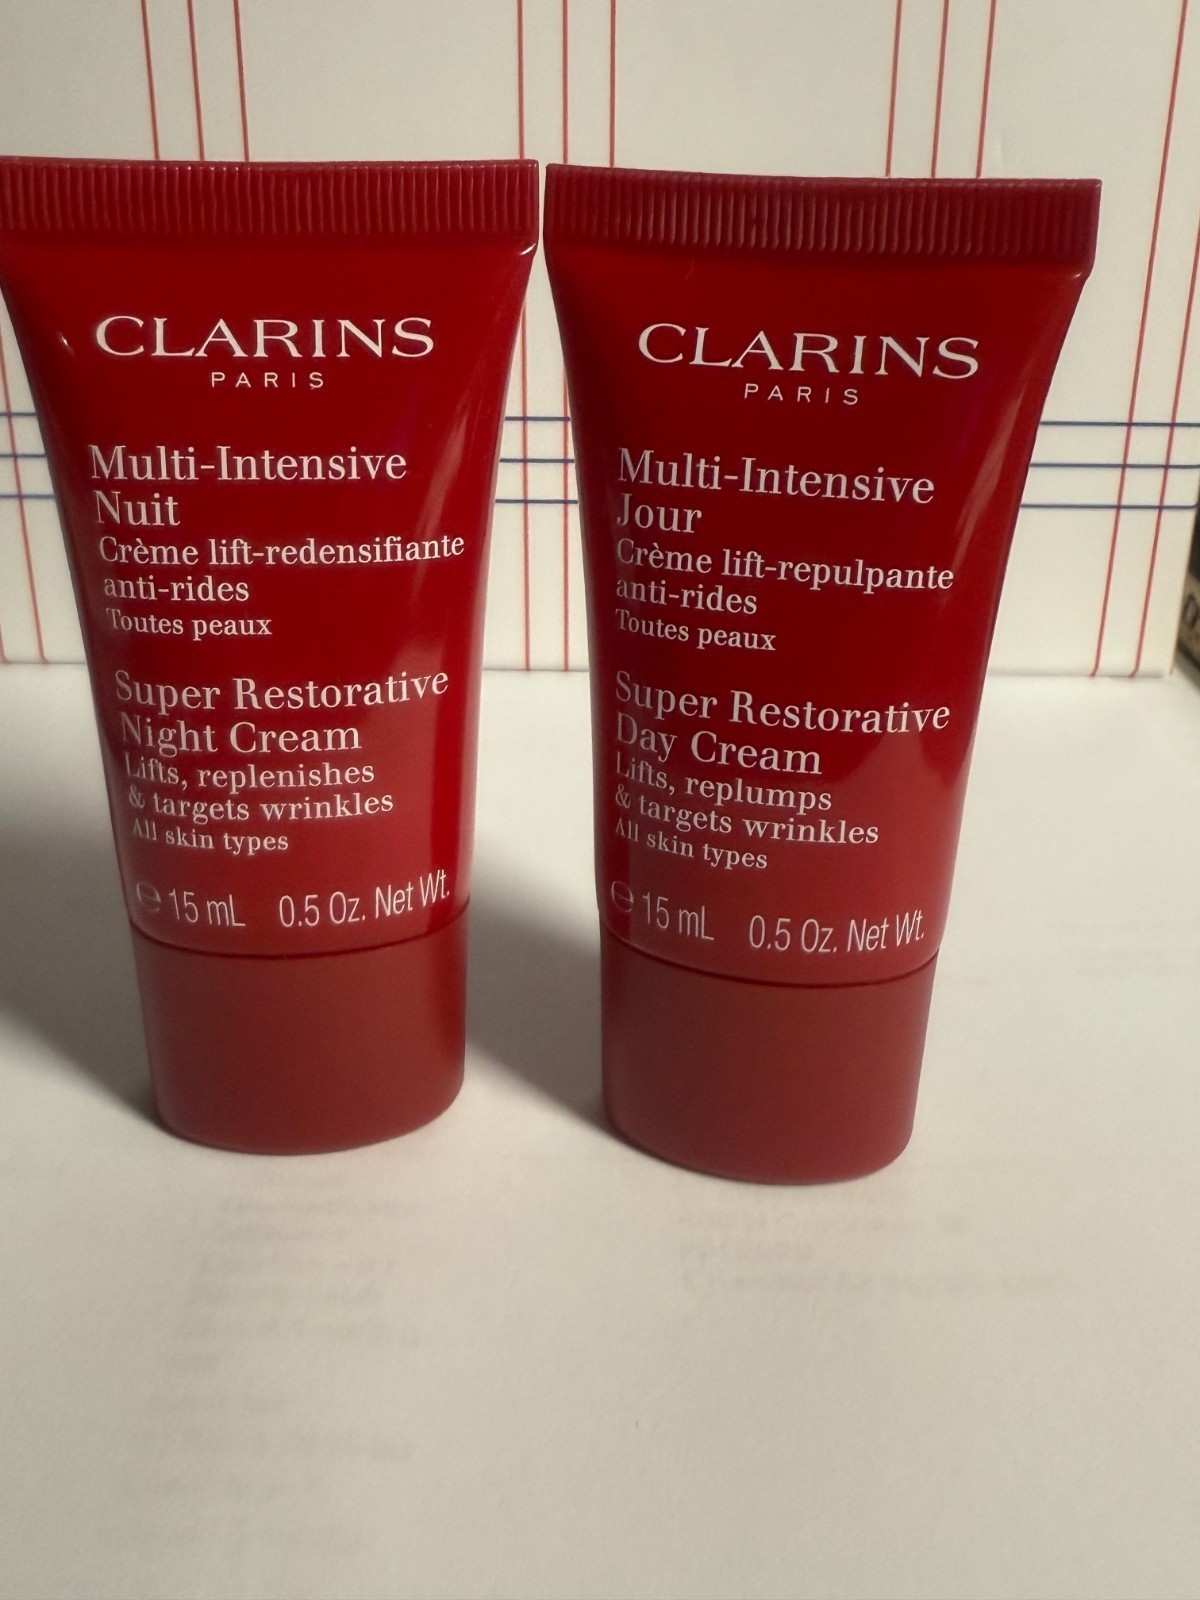 CLARINS
PARIS
Multi-Intensive
Nuit
Crème lift-redensifiante
anti-rides
Toutes peaux
Super Restorative
Night Cream
Lifts, replenishes
& targets wrinkles
All skin types
℮ 15 mL 0.5 Oz. Net Wt.
CLARINS
PARIS
Multi-Intensive
Jour
Crème lift-repulpante
anti-rides
Toutes peaux
Super Restorative
Day Cream
Lifts, replumps
& targets wrinkles
All skin types
℮ 15 mL 0.5 Oz. Net Wt.